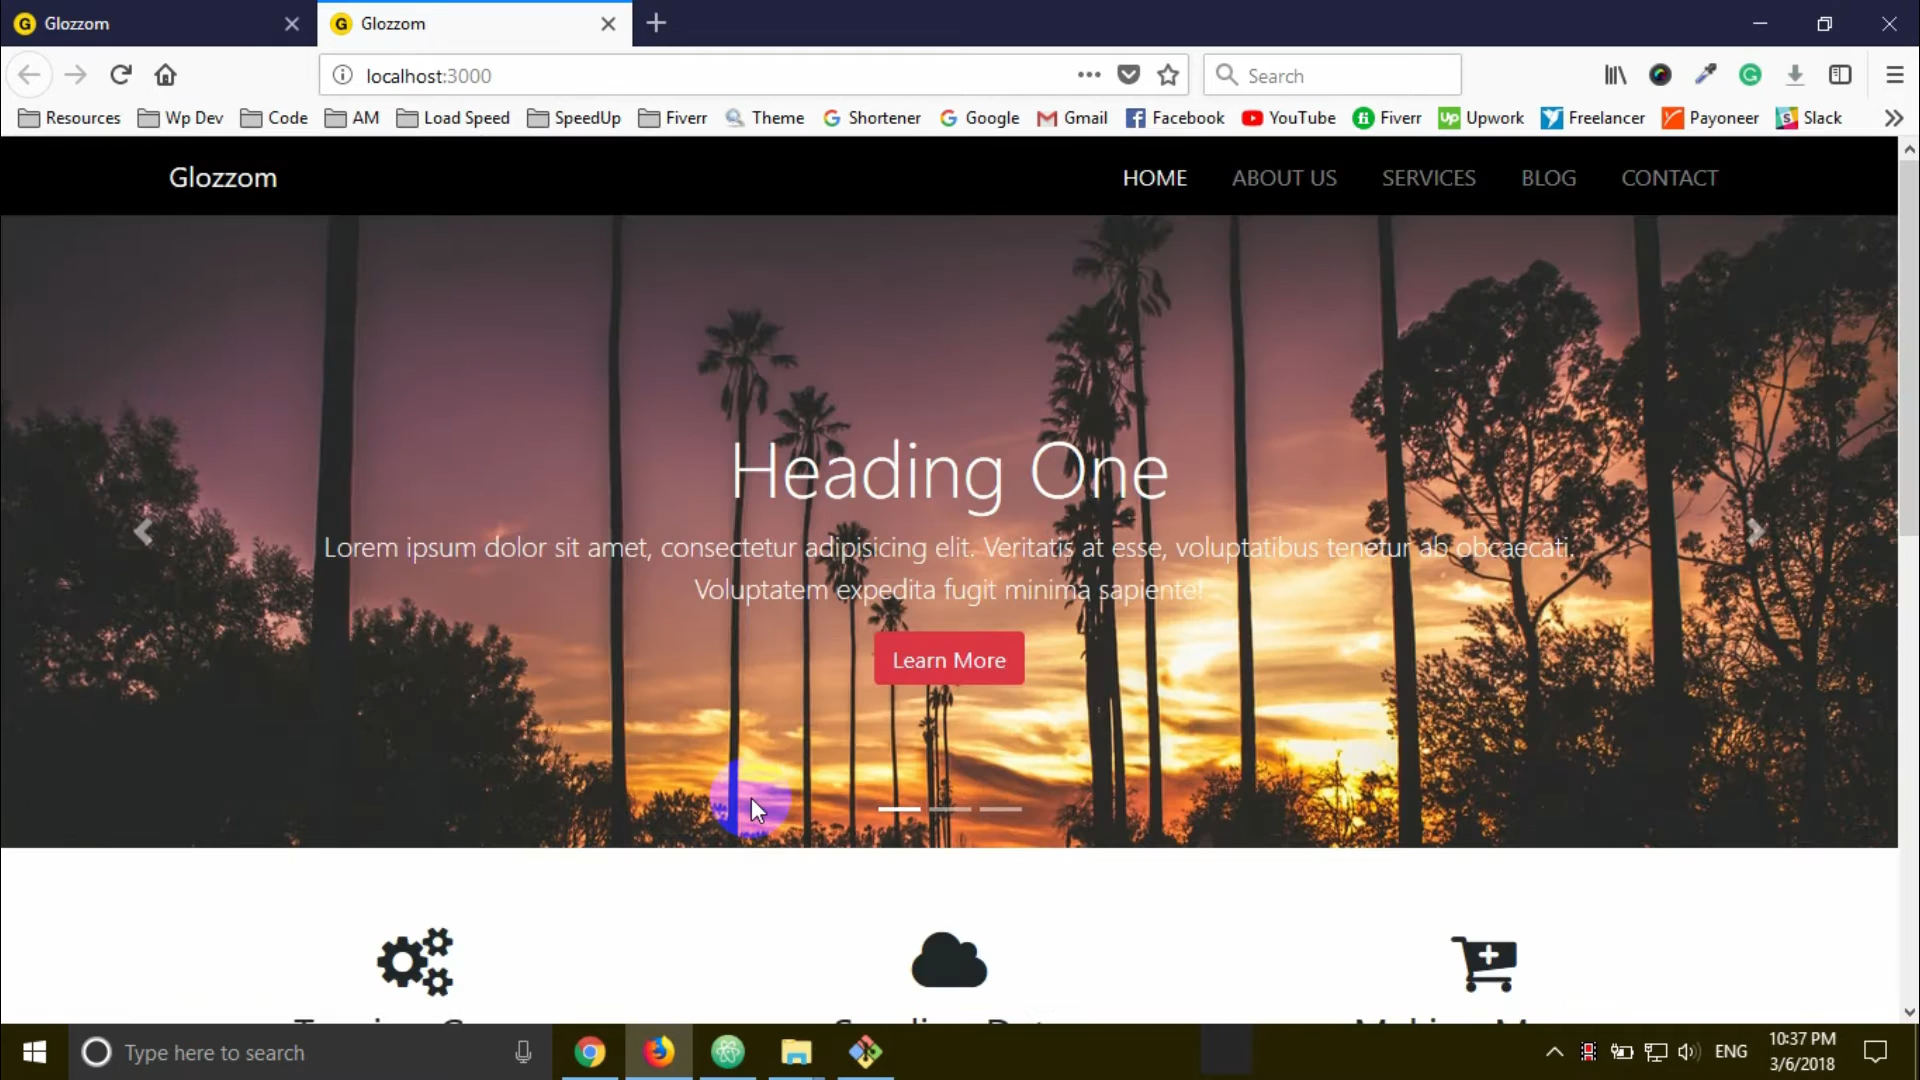 Glozzom Glozzom
localhost:3000 Search
Resources Wp Dev Code AM Load Speed SpeedUp Fiverr Theme Shortener Google Gmail Facebook YouTube Fiverr Upwork Freelancer Payoneer Slack
Glozzom HOME ABOUT US SERVICES BLOG CONTACT
Heading One
Lorem ipsum dolor sit amet, consectetur adipisicing elit. Veritatis at esse, voluptatibus tenetur ab obcaecati.
Voluptatem expedita fugit minima sapiente!
Learn More
Type here to search
ENG
10:37 PM
3/6/2018